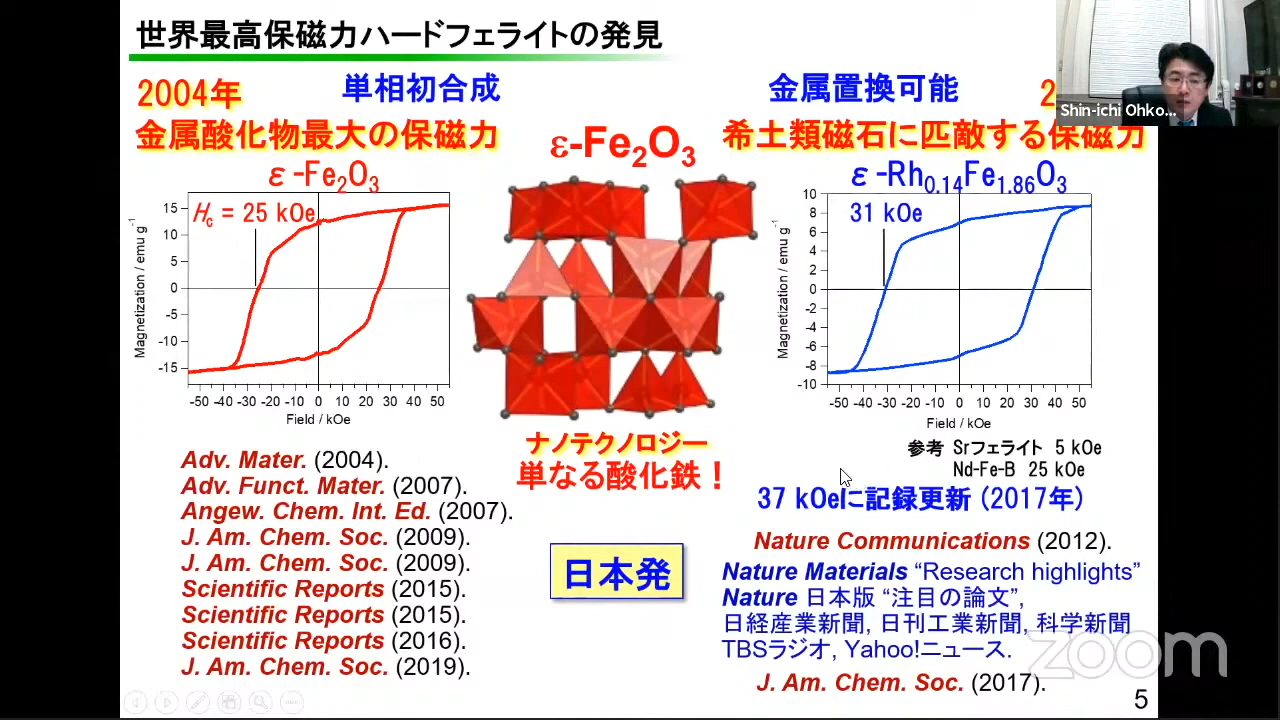 世界最高保磁力ハードフェライトの発見
Shin-ichi Ohko...
2004年
単相初合成
金属酸化物最大の保磁力
ε-Fe2O3
Hc = 25 kOe
Magnetization / emu g-1
15
10
5
0
-5
-10
-15
-50 -40 -30 -20 -10 0 10 20 30 40 50
Field / kOe
ε-Fe2O3
ナノテクノロジー
単なる酸化鉄！
日本発
金属置換可能
2
希土類磁石に匹敵する保磁力
ε-Rh0.14Fe1.86O3
31 kOe
Magnetization / emu g-1
10
8
6
4
2
0
-2
-4
-6
-8
-10
-50 -40 -30 -20 -10 0 10 20 30 40 50
Field / kOe
参考 Srフェライト 5 kOe
Nd-Fe-B 25 kOe
37 kOeに記録更新 (2017年)
Adv. Mater. (2004).
Adv. Funct. Mater. (2007).
Angew. Chem. Int. Ed. (2007).
J. Am. Chem. Soc. (2009).
J. Am. Chem. Soc. (2009).
Scientific Reports (2015).
Scientific Reports (2015).
Scientific Reports (2016).
J. Am. Chem. Soc. (2019).
Nature Communications (2012).
Nature Materials “Research highlights”
Nature 日本版 “注目の論文”,
日経産業新聞, 日刊工業新聞, 科学新聞
TBSラジオ, Yahoo!ニュース.
J. Am. Chem. Soc. (2017).
zoom
5